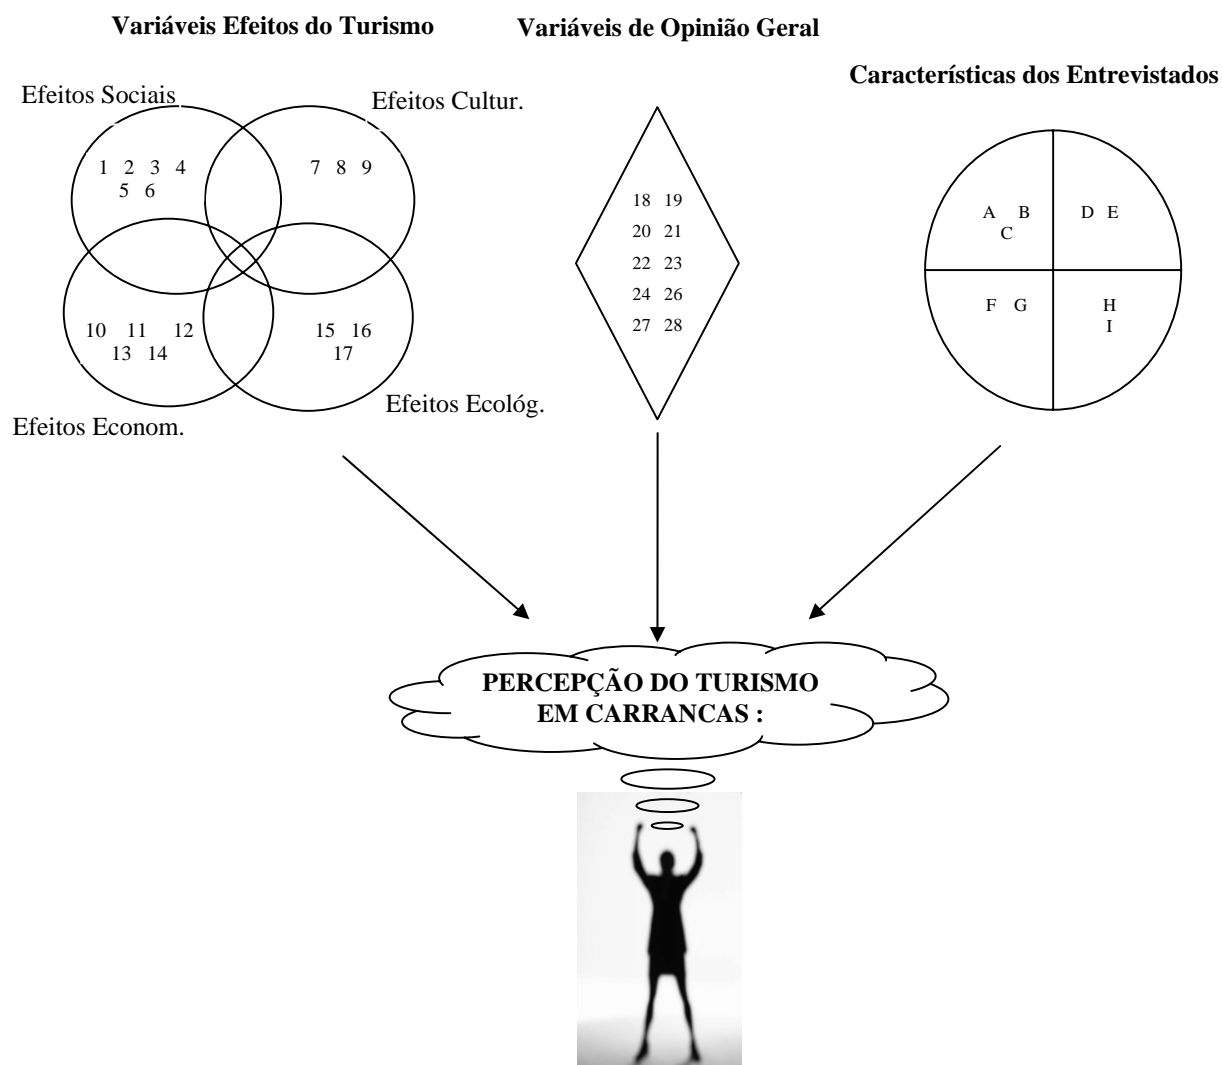 Variáveis Efeitos do Turismo
Efeitos Sociais
Efeitos Cultur.
1 2 3 4
5 6
7 8 9
10 11 12
13 14
15 16
17
Efeitos Econom.
Efeitos Ecológ.
Variáveis de Opinião Geral
18 19
20 21
22 23
24 26
27 28
Características dos Entrevistados
A B
C
D E
F G
H
I
PERCEPÇÃO DO TURISMO
EM CARRANCAS :